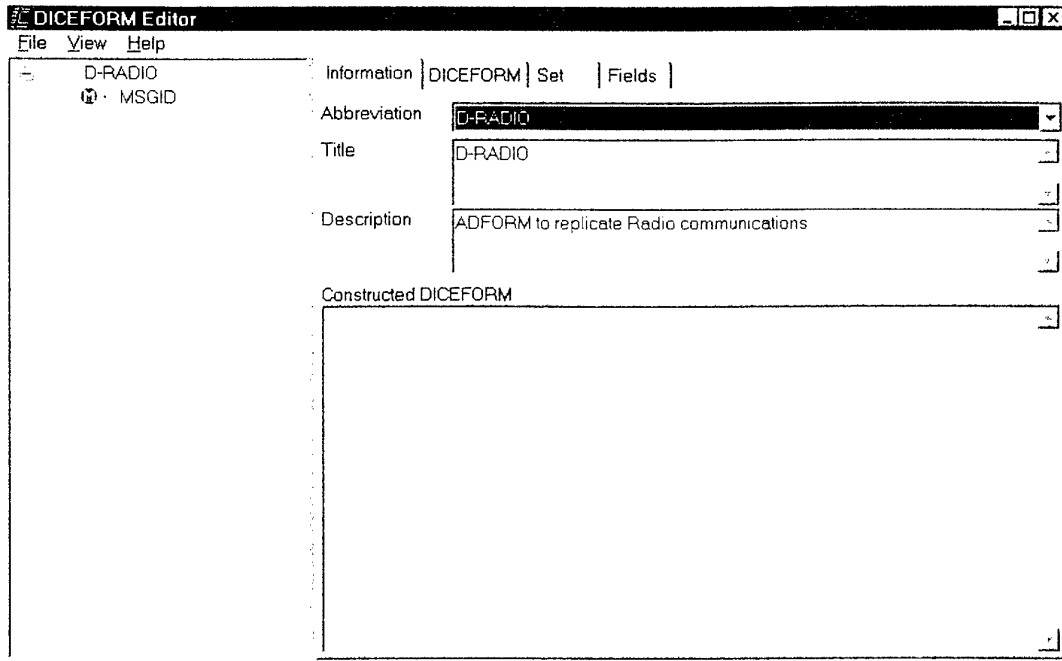 DICEFORM Editor
File View Help
D-RADIO
MSGID
Information DICEFORM Set Fields
Abbreviation D-RADIO
Title D-RADIO
Description ADFORM to replicate Radio communications
Constructed DICEFORM